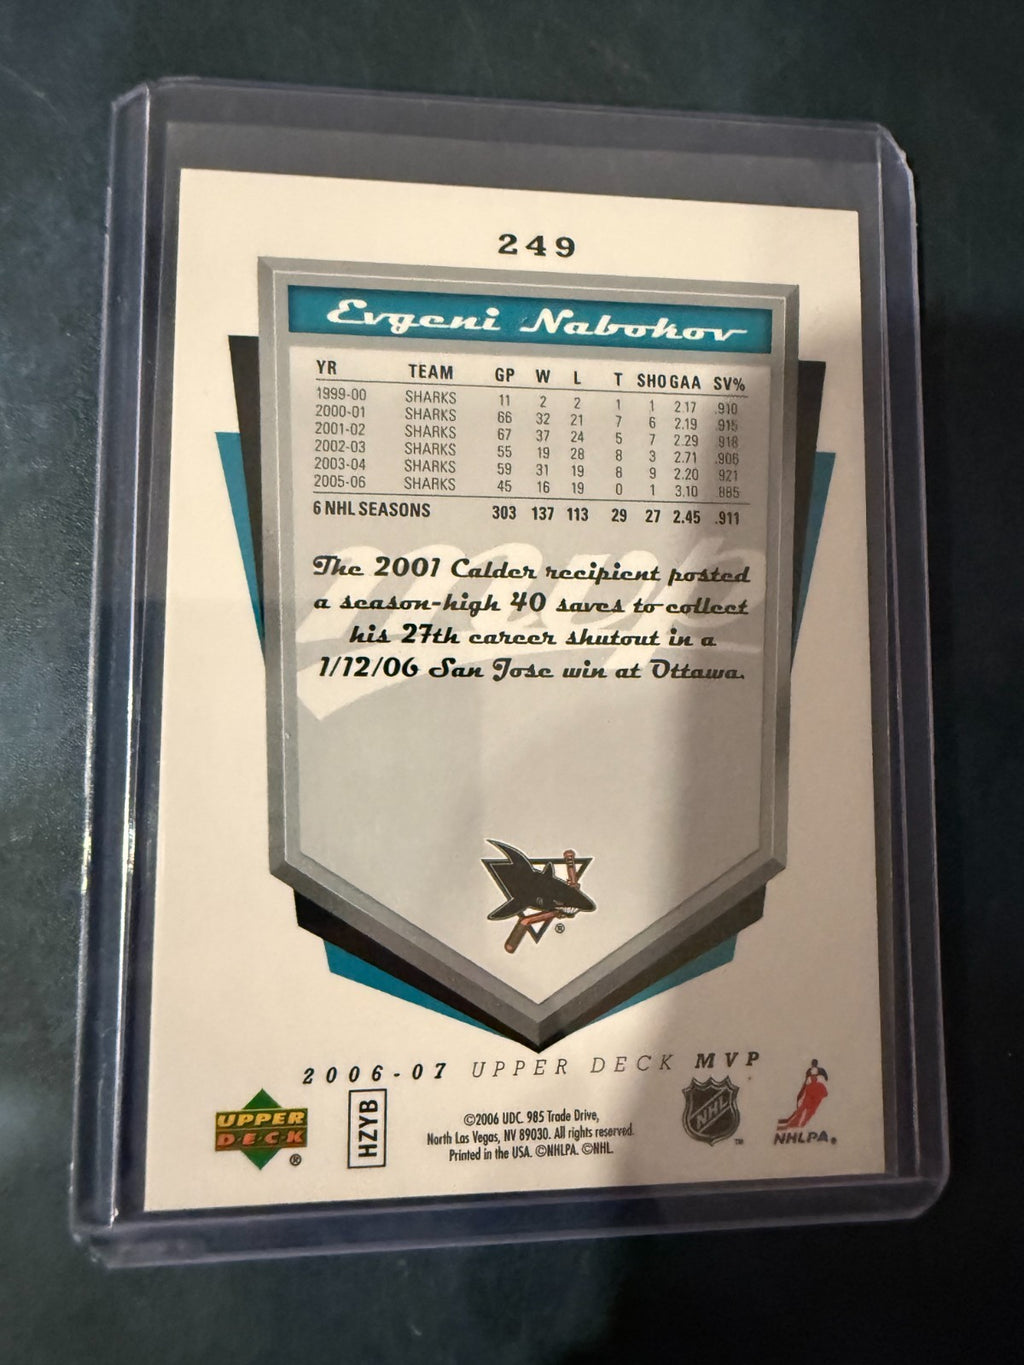 249
Evgeni Nabokov
YR TEAM GP W L T SHO GAA SV%
1999-00 SHARKS 11 2 2 1 1 2.17 .910
2000-01 SHARKS 66 32 21 7 6 2.19 .915
2001-02 SHARKS 67 37 24 5 7 2.29 .918
2002-03 SHARKS 55 19 28 8 3 2.71 .906
2003-04 SHARKS 59 31 19 8 9 2.20 .921
2005-06 SHARKS 45 16 19 0 1 3.10 .885
6 NHL SEASONS 303 137 113 29 27 2.45 .911
mvp
The 2001 Calder recipient posted
a season-high 40 saves to collect
his 27th career shutout in a
1/12/06 San Jose win at Ottawa.
®
2006-07 UPPER DECK MVP
UPPER
DECK
®
HZYB
©2006 UDC. 985 Trade Drive,
North Las Vegas, NV 89030. All rights reserved.
Printed in the USA. ©NHLPA. ©NHL.
NHL
™
NHLPA®